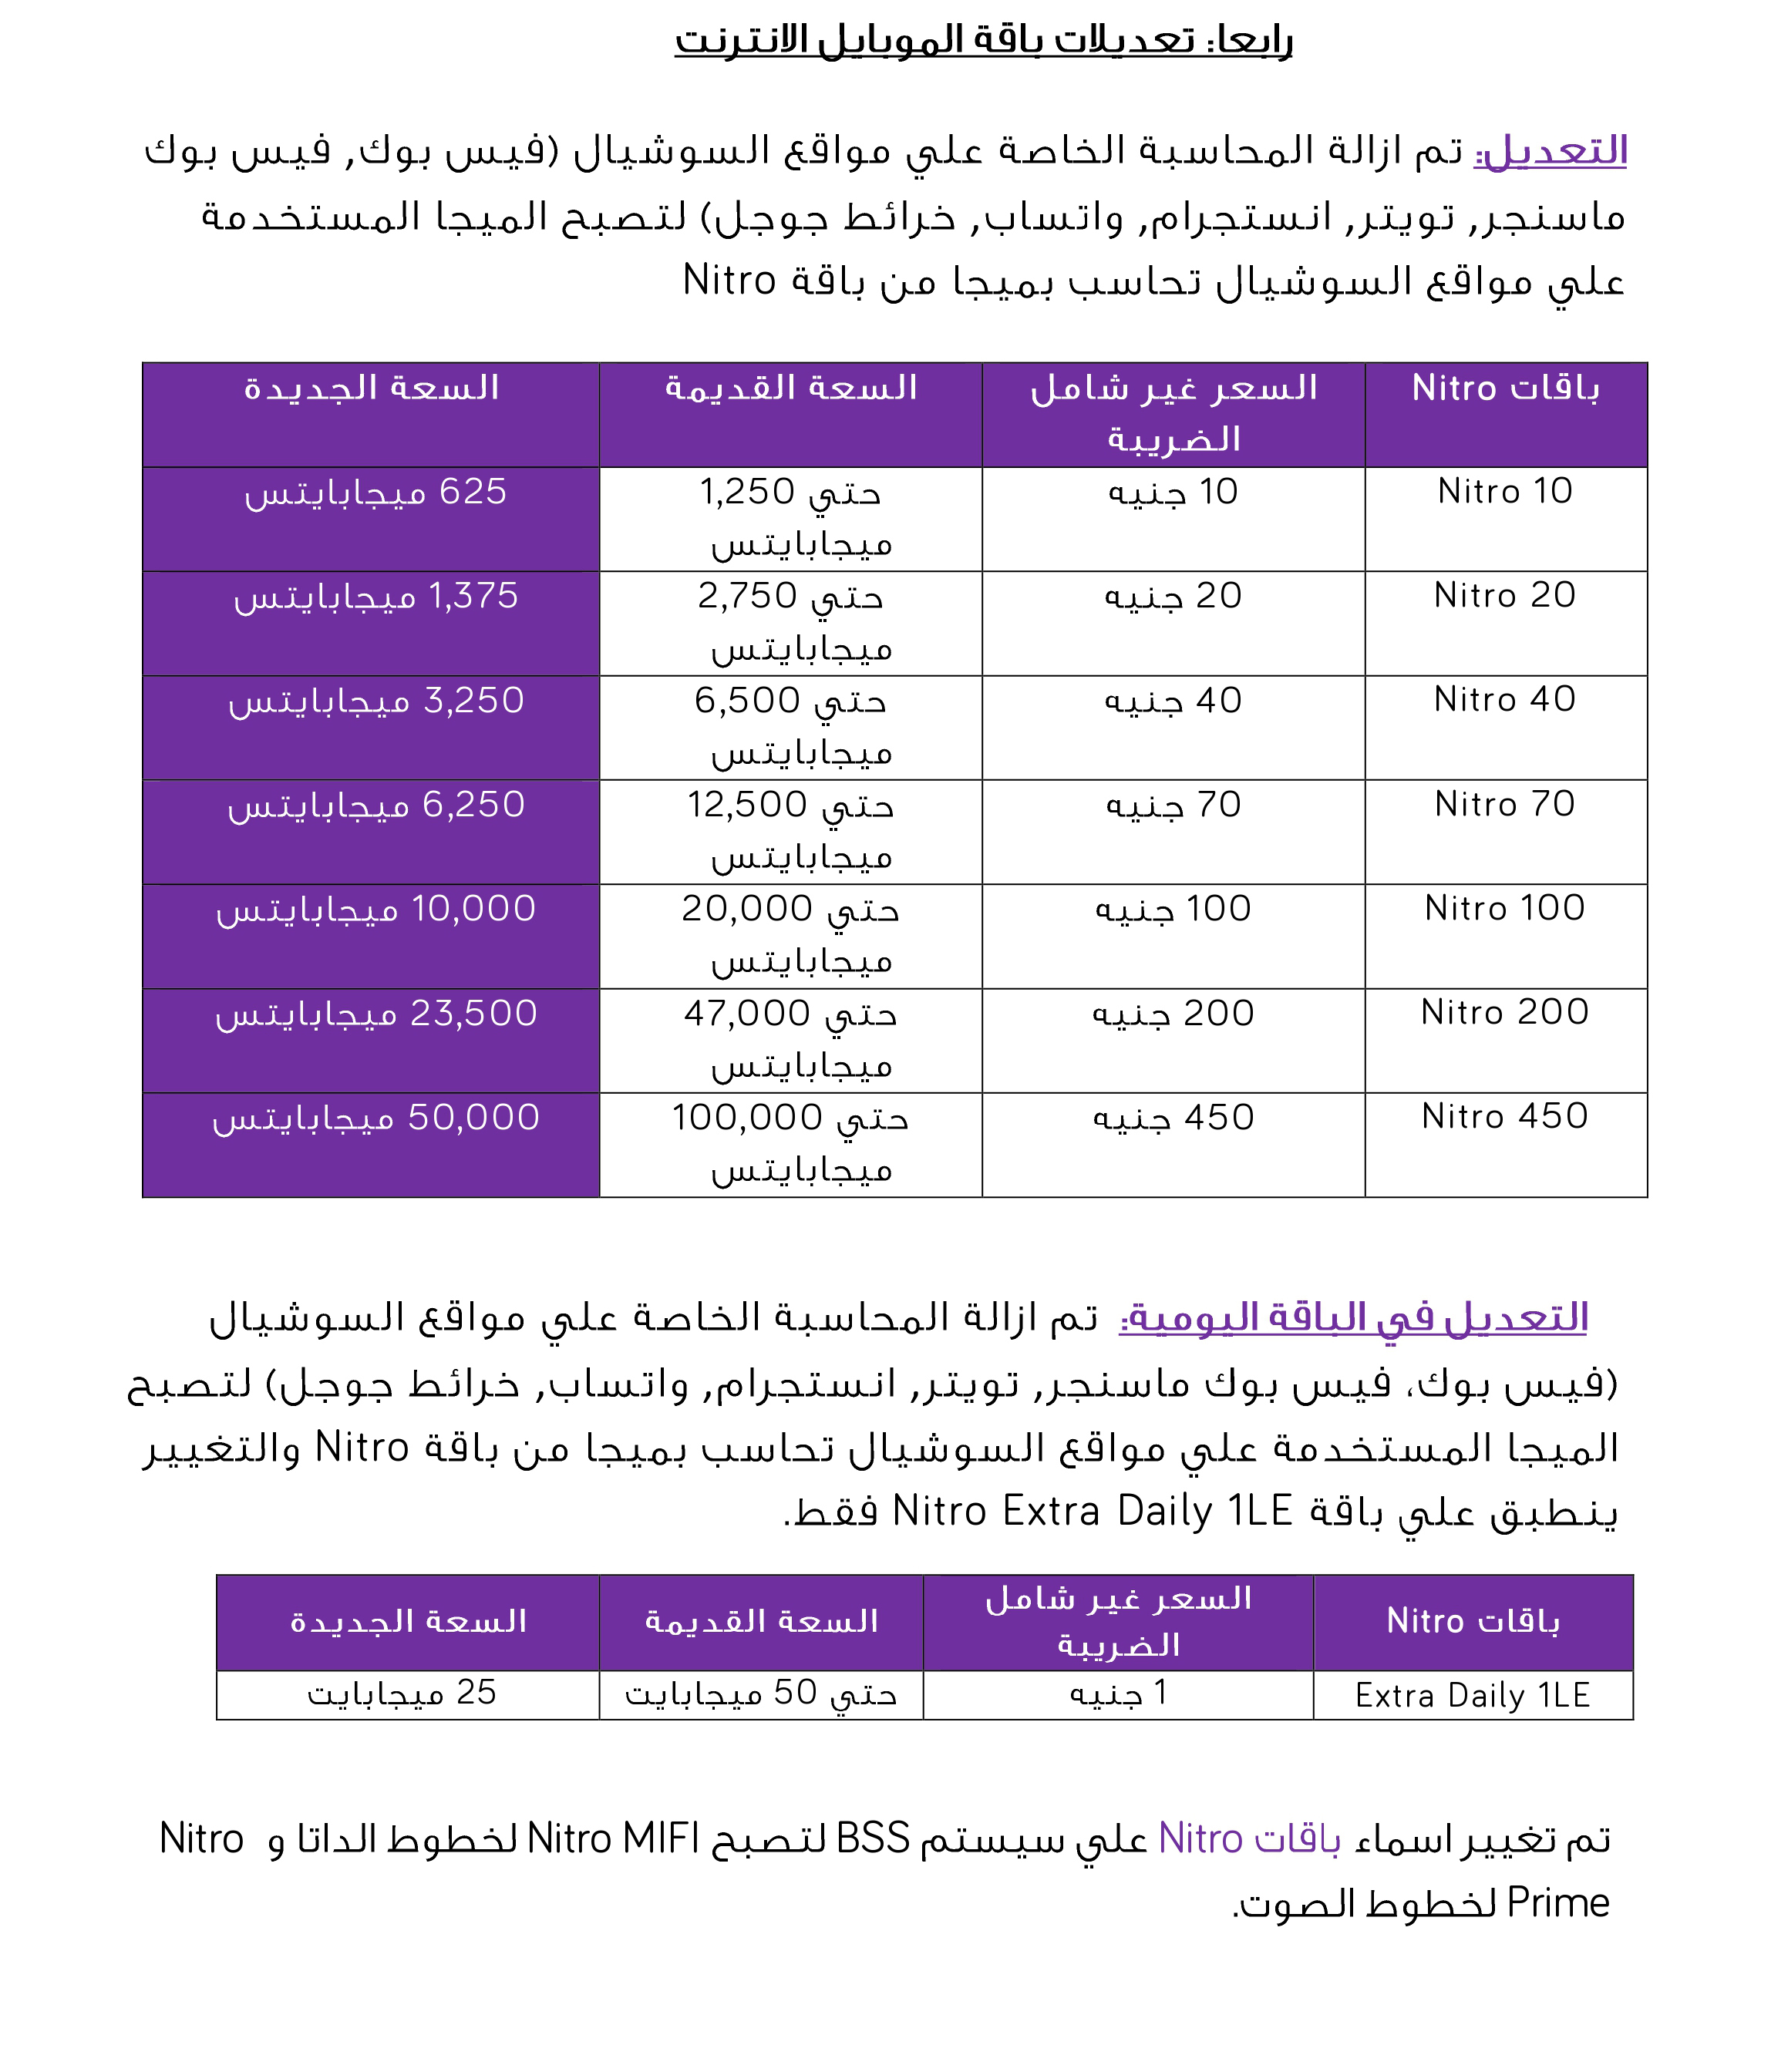 رابعا: تعديلات باقة الموبايل الانترنت
التعديل: تم ازالة المحاسبة الخاصة علي مواقع السوشيال (فيس بوك, فيس بوك
ماسنجر, تويتر, انستجرام, واتساب, خرائط جوجل) لتصبح الميجا المستخدمة
علي مواقع السوشيال تحاسب بميجا من باقة Nitro
باقات Nitro السعر غير شامل السعة القديمة السعة الجديدة
الضريبة
Nitro 10 10 جنيه حتي 1,250 625 ميجابايتس
ميجابايتس
Nitro 20 20 جنيه حتي 2,750 1,375 ميجابايتس
ميجابايتس
Nitro 40 40 جنيه حتي 6,500 3,250 ميجابايتس
ميجابايتس
Nitro 70 70 جنيه حتي 12,500 6,250 ميجابايتس
ميجابايتس
Nitro 100 100 جنيه حتي 20,000 10,000 ميجابايتس
ميجابايتس
Nitro 200 200 جنيه حتي 47,000 23,500 ميجابايتس
ميجابايتس
Nitro 450 450 جنيه حتي 100,000 50,000 ميجابايتس
ميجابايتس
التعديل في الباقة اليومية: تم ازالة المحاسبة الخاصة علي مواقع السوشيال
(فيس بوك، فيس بوك ماسنجر, تويتر, انستجرام, واتساب, خرائط جوجل) لتصبح
الميجا المستخدمة علي مواقع السوشيال تحاسب بميجا من باقة Nitro والتغيير
ينطبق علي باقة Nitro Extra Daily 1LE فقط.
باقات Nitro السعر غير شامل السعة القديمة السعة الجديدة
الضريبة
Extra Daily 1LE 1 جنيه حتي 50 ميجابايت 25 ميجابايت
تم تغيير اسماء باقات Nitro علي سيستم BSS لتصبح Nitro MIFI لخطوط الداتا و Nitro
Prime لخطوط الصوت.